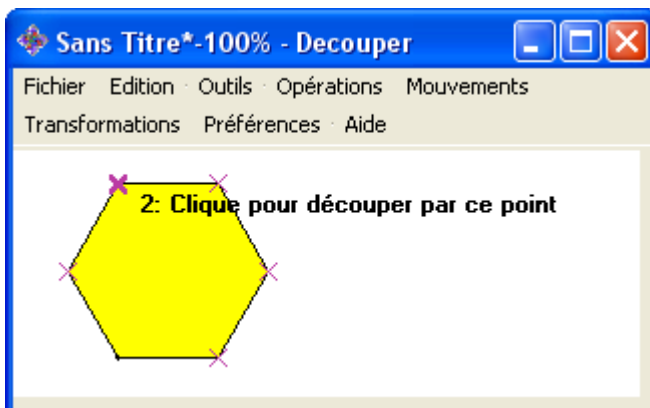 Sans Titre*-100% - Decouper
Fichier Edition Outils Opérations Mouvements
Transformations Préférences Aide
2: Clique pour découper par ce point